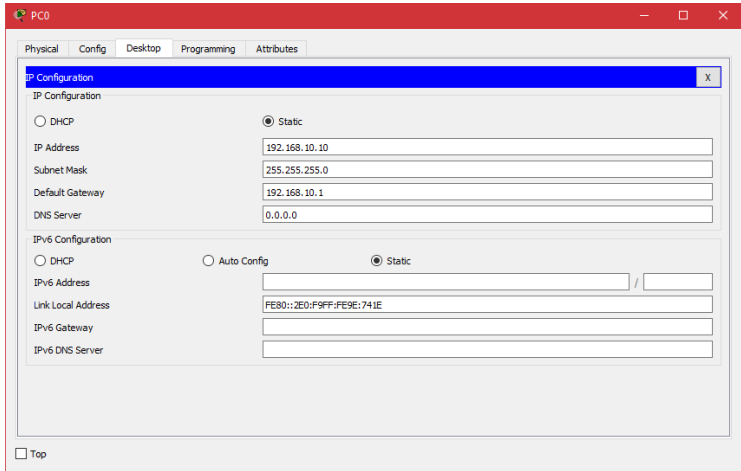 PC0
Physical Config Desktop Programming Attributes
IP Configuration X
IP Configuration
DHCP Static
IP Address 192.168.10.10
Subnet Mask 255.255.255.0
Default Gateway 192.168.10.1
DNS Server 0.0.0.0
IPv6 Configuration
DHCP Auto Config Static
IPv6 Address /
Link Local Address FE80::2E0:F9FF:FE9E:741E
IPv6 Gateway
IPv6 DNS Server
Top